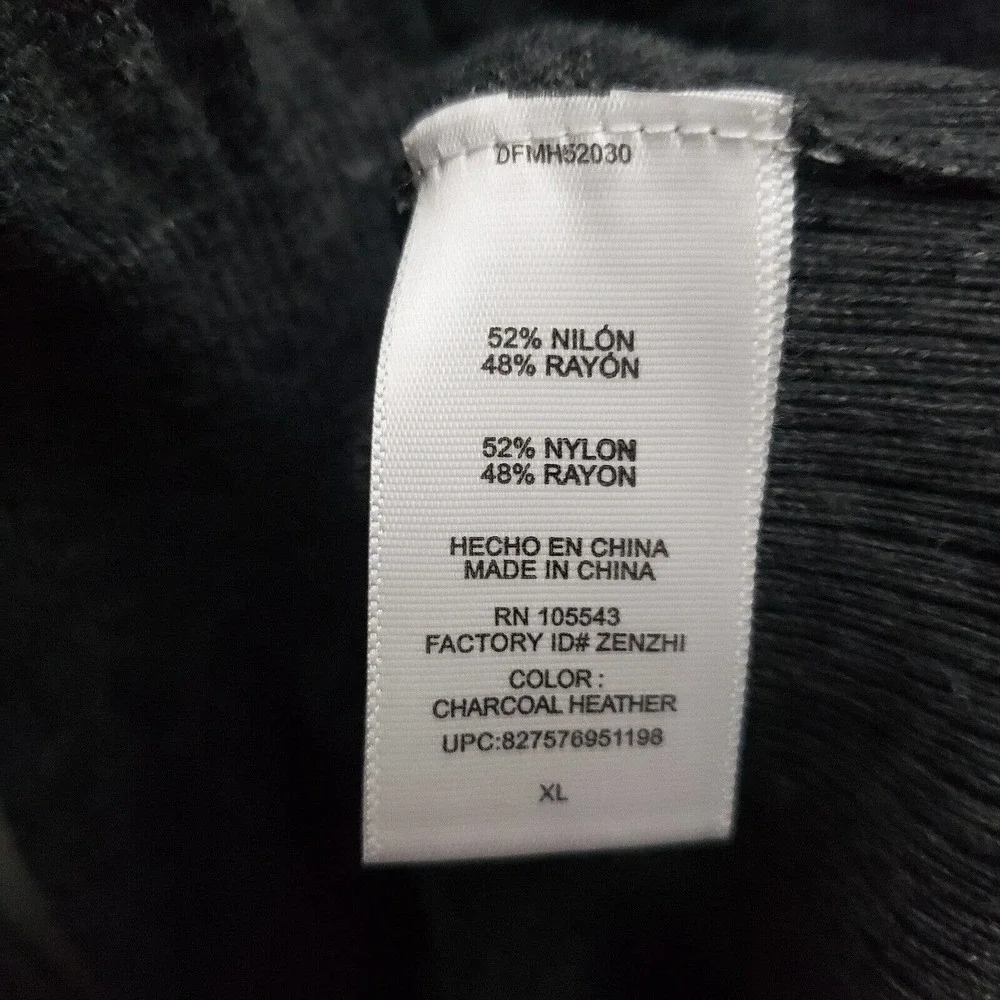 DFMH52030
52% NILÓN
48% RAYÓN
52% NYLON
48% RAYON
HECHO EN CHINA
MADE IN CHINA
RN 105543
FACTORY ID# ZENZHI
COLOR :
CHARCOAL HEATHER
UPC:827576951198
XL